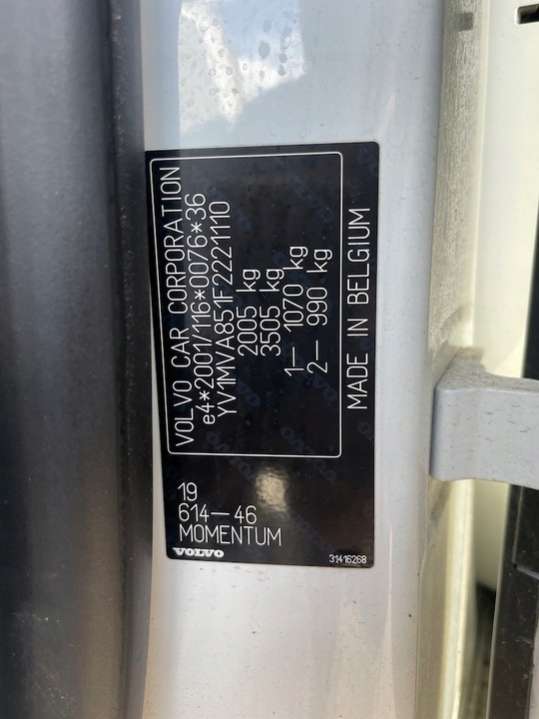 VOLVO CAR CORPORATION
e4*2001/116*0076*36
YV1MVA851F2221110
2005 kg
3505 kg
1— 1070 kg
2— 990 kg
MADE IN BELGIUM
19
614—46
MOMENTUM
VOLVO
31416268